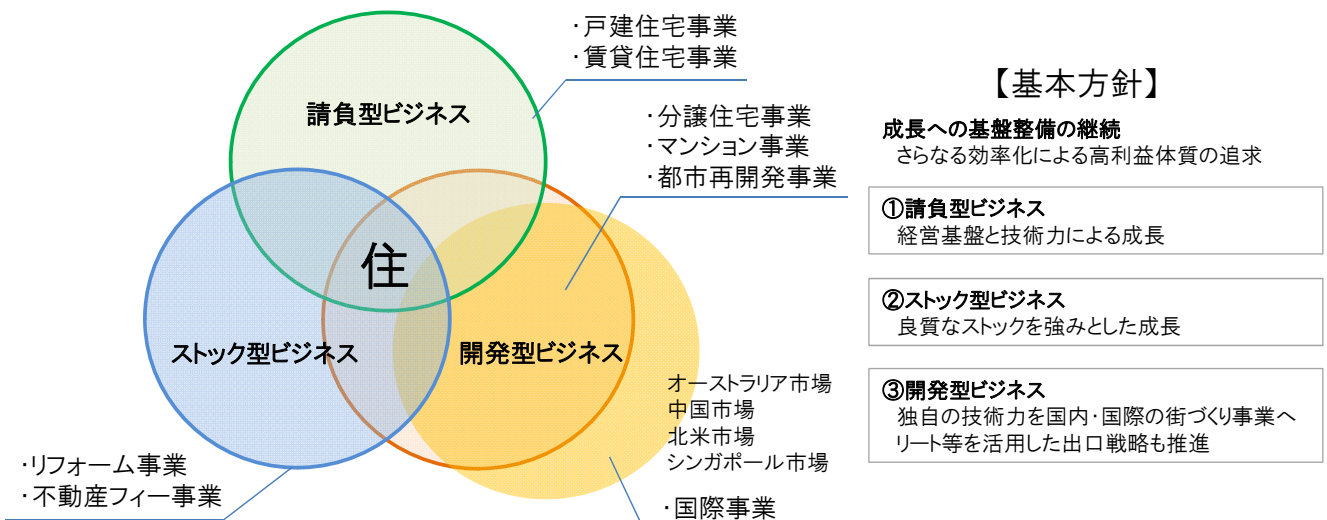 ・戸建住宅事業
・賃貸住宅事業
請負型ビジネス
・分譲住宅事業
・マンション事業
・都市再開発事業
住
ストック型ビジネス
開発型ビジネス
オーストラリア市場
中国市場
北米市場
シンガポール市場
・リフォーム事業
・不動産フィー事業
・国際事業
【基本方針】
成長への基盤整備の継続
さらなる効率化による高利益体質の追求
①請負型ビジネス
経営基盤と技術力による成長
②ストック型ビジネス
良質なストックを強みとした成長
③開発型ビジネス
独自の技術力を国内・国際の街づくり事業へ
リート等を活用した出口戦略も推進